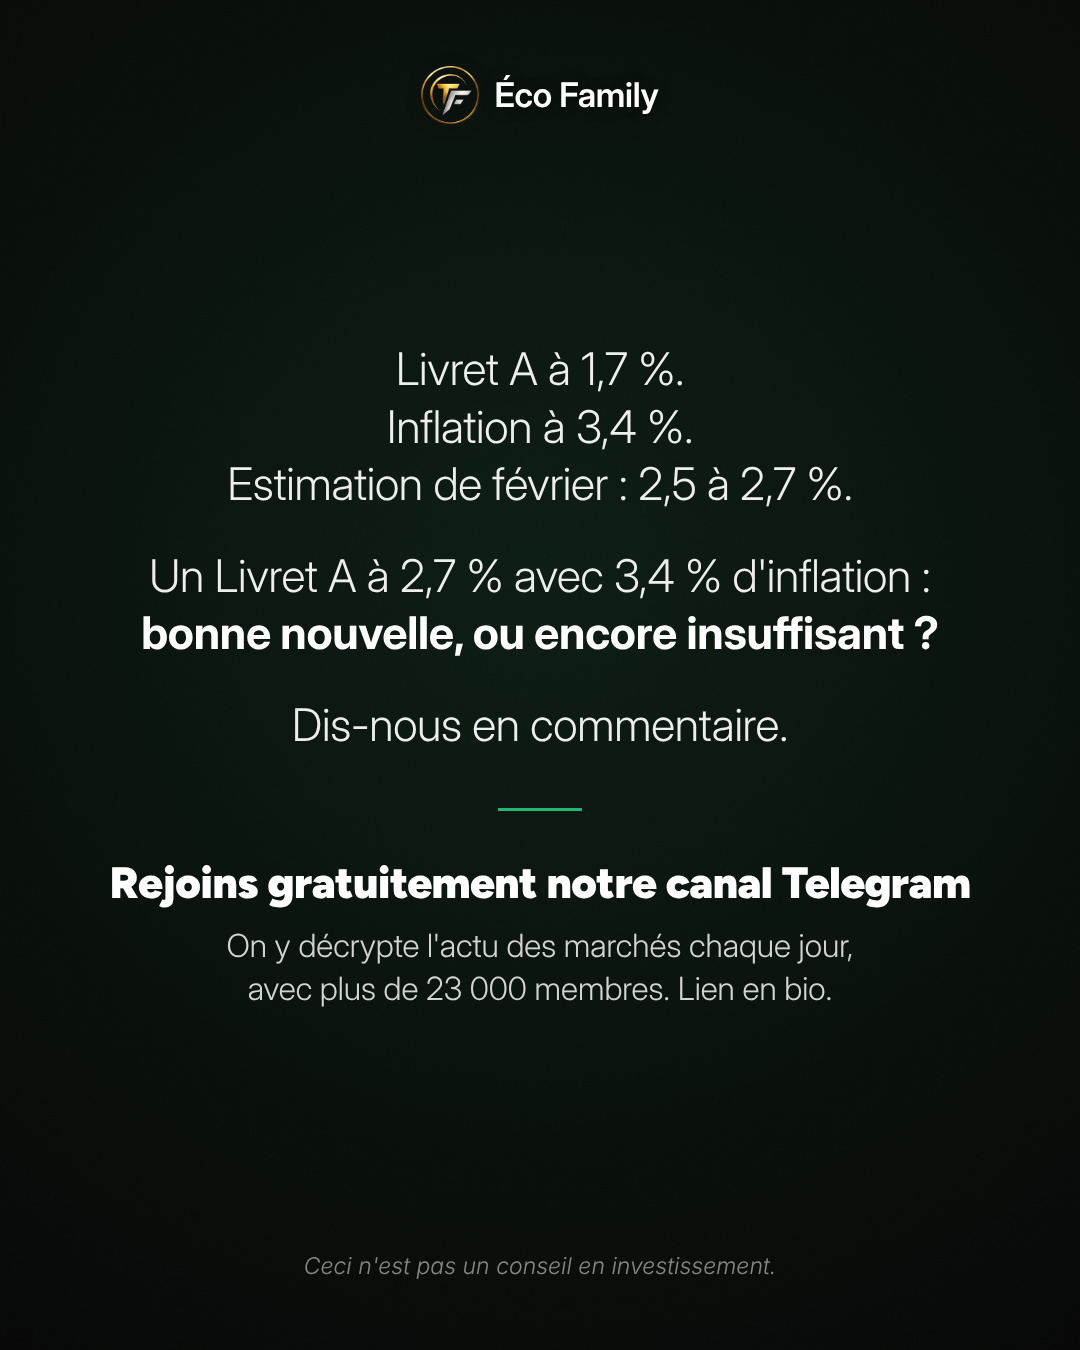 TF Éco Family
Livret A à 1,7 %.
Inflation à 3,4 %.
Estimation de février : 2,5 à 2,7 %.
Un Livret A à 2,7 % avec 3,4 % d'inflation :
bonne nouvelle, ou encore insuffisant ?
Dis-nous en commentaire.
Rejoins gratuitement notre canal Telegram
On y décrypte l'actu des marchés chaque jour,
avec plus de 23 000 membres. Lien en bio.
Ceci n'est pas un conseil en investissement.